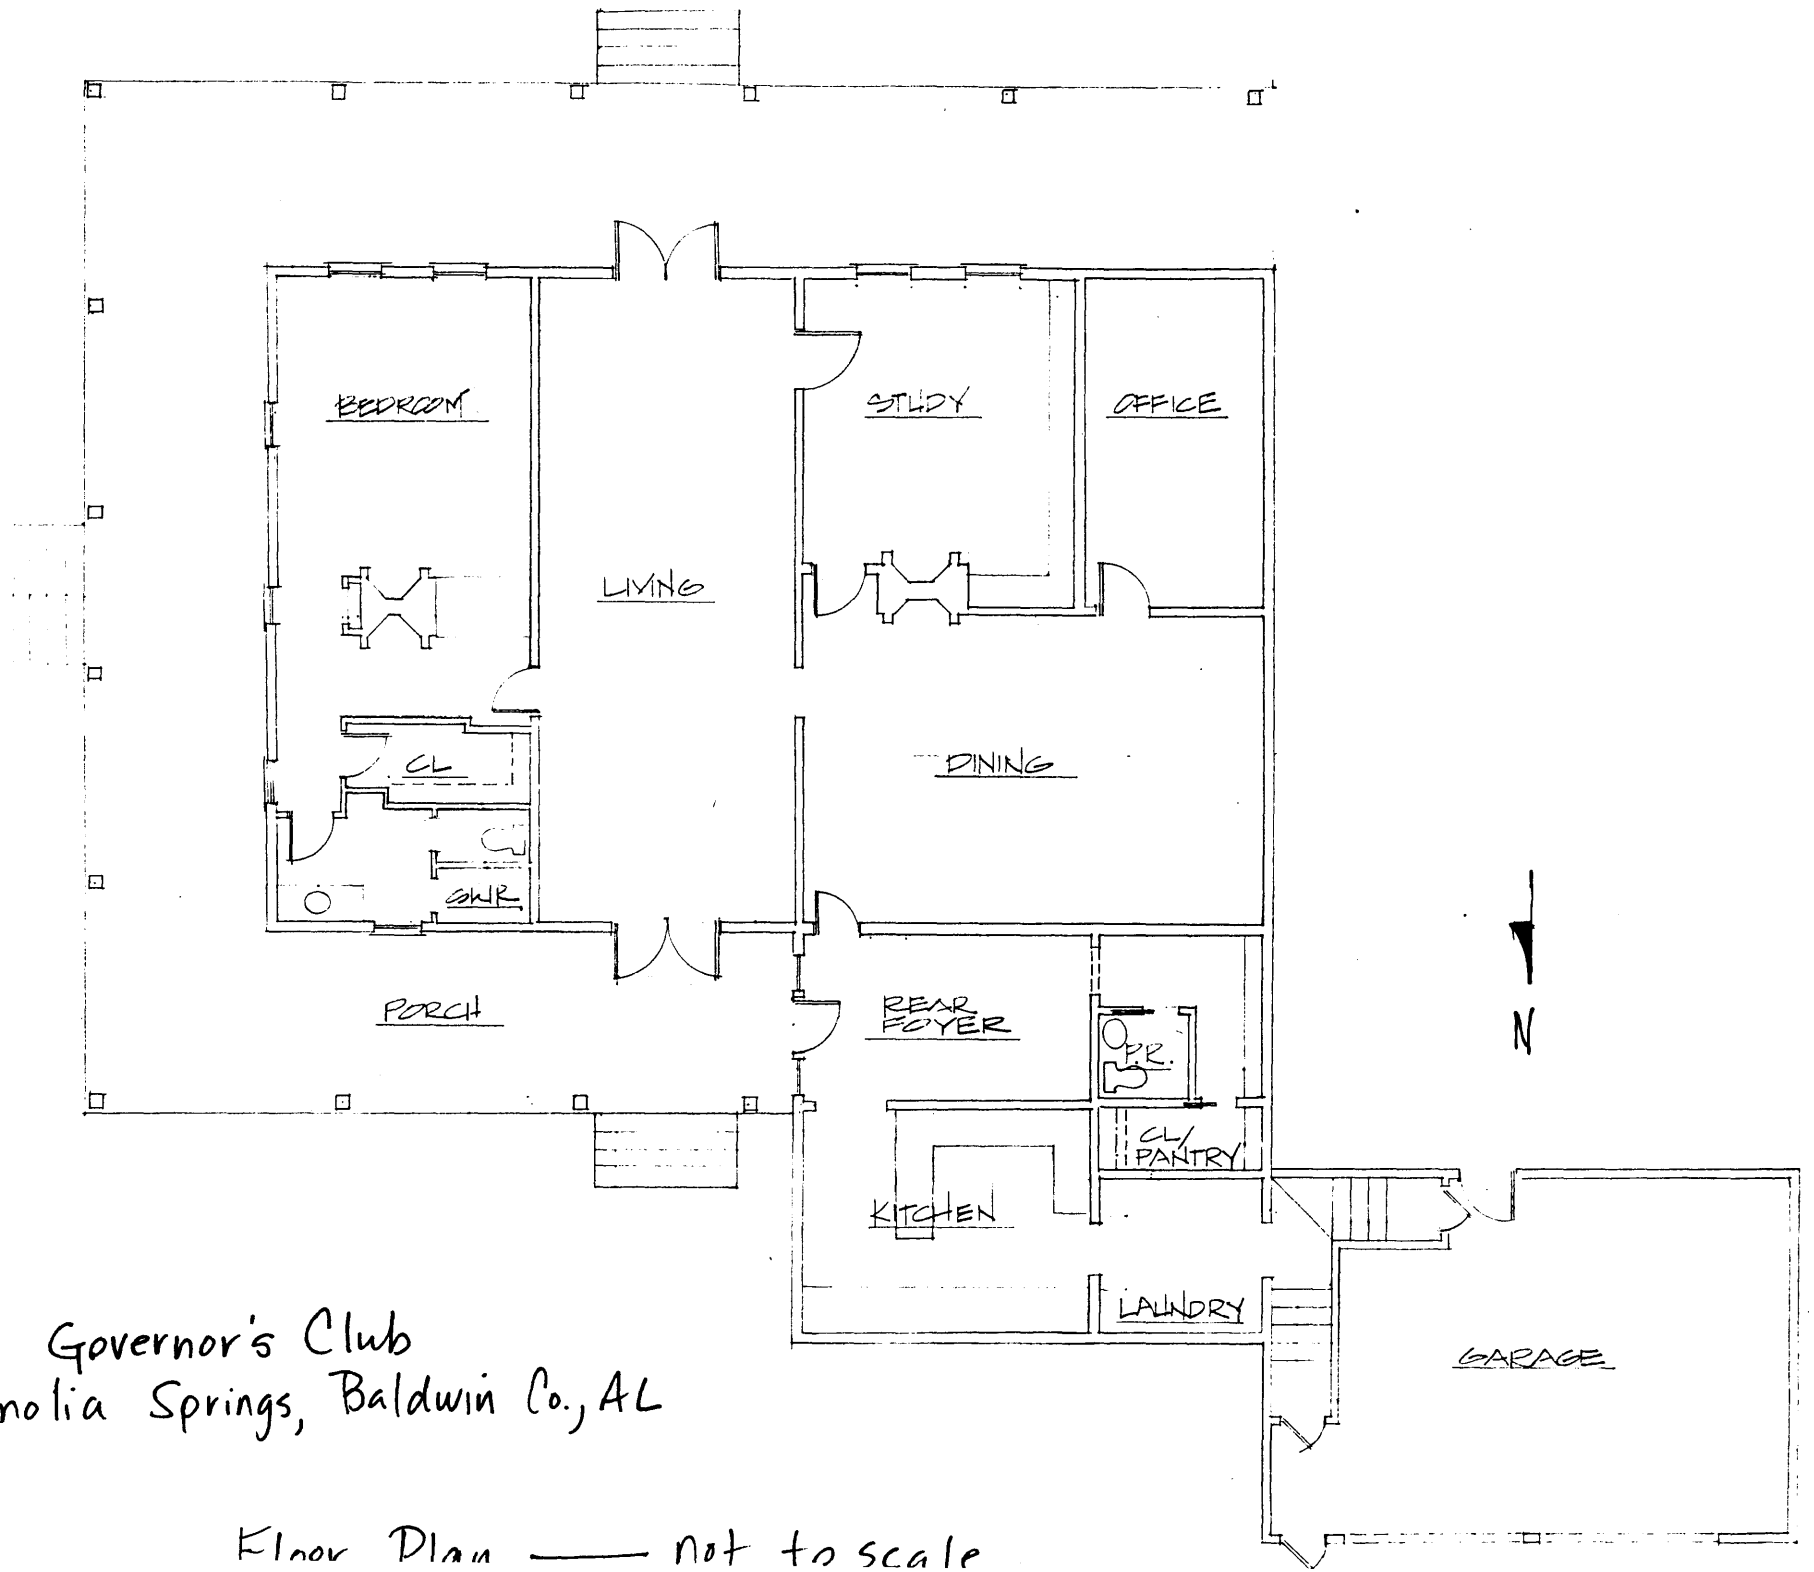 BEDROOM
STUDY
OFFICE
LIVING
CL
DINING
SHR
PORCH
REAR
FOYER
P.R.
CL/
PANTRY
KITCHEN
LAUNDRY
GARAGE
N
Governor's Club
nolia Springs, Baldwin Co., AL
Floor Plan — not to scale